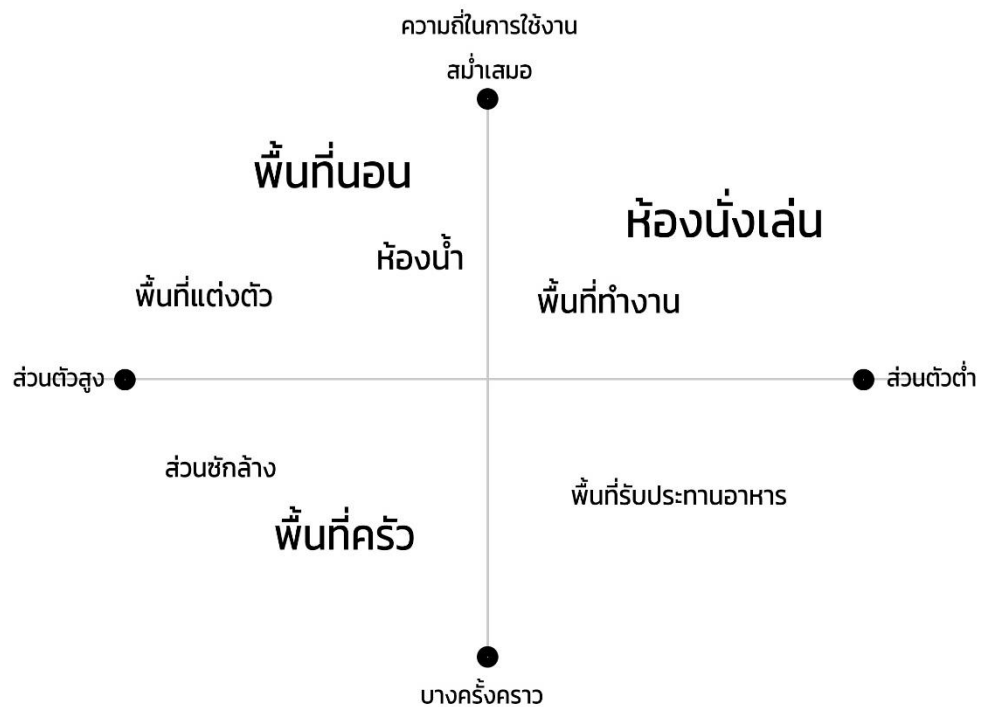 ความถี่ในการใช้งาน
สม่ำเสมอ
พื้นที่นอน
ห้องนั่งเล่น
ห้องน้ำ
พื้นที่แต่งตัว
พื้นที่ทำงาน
ส่วนตัวสูง
ส่วนตัวต่ำ
ส่วนซักล้าง
พื้นที่รับประทานอาหาร
พื้นที่ครัว
บางครั้งคราว